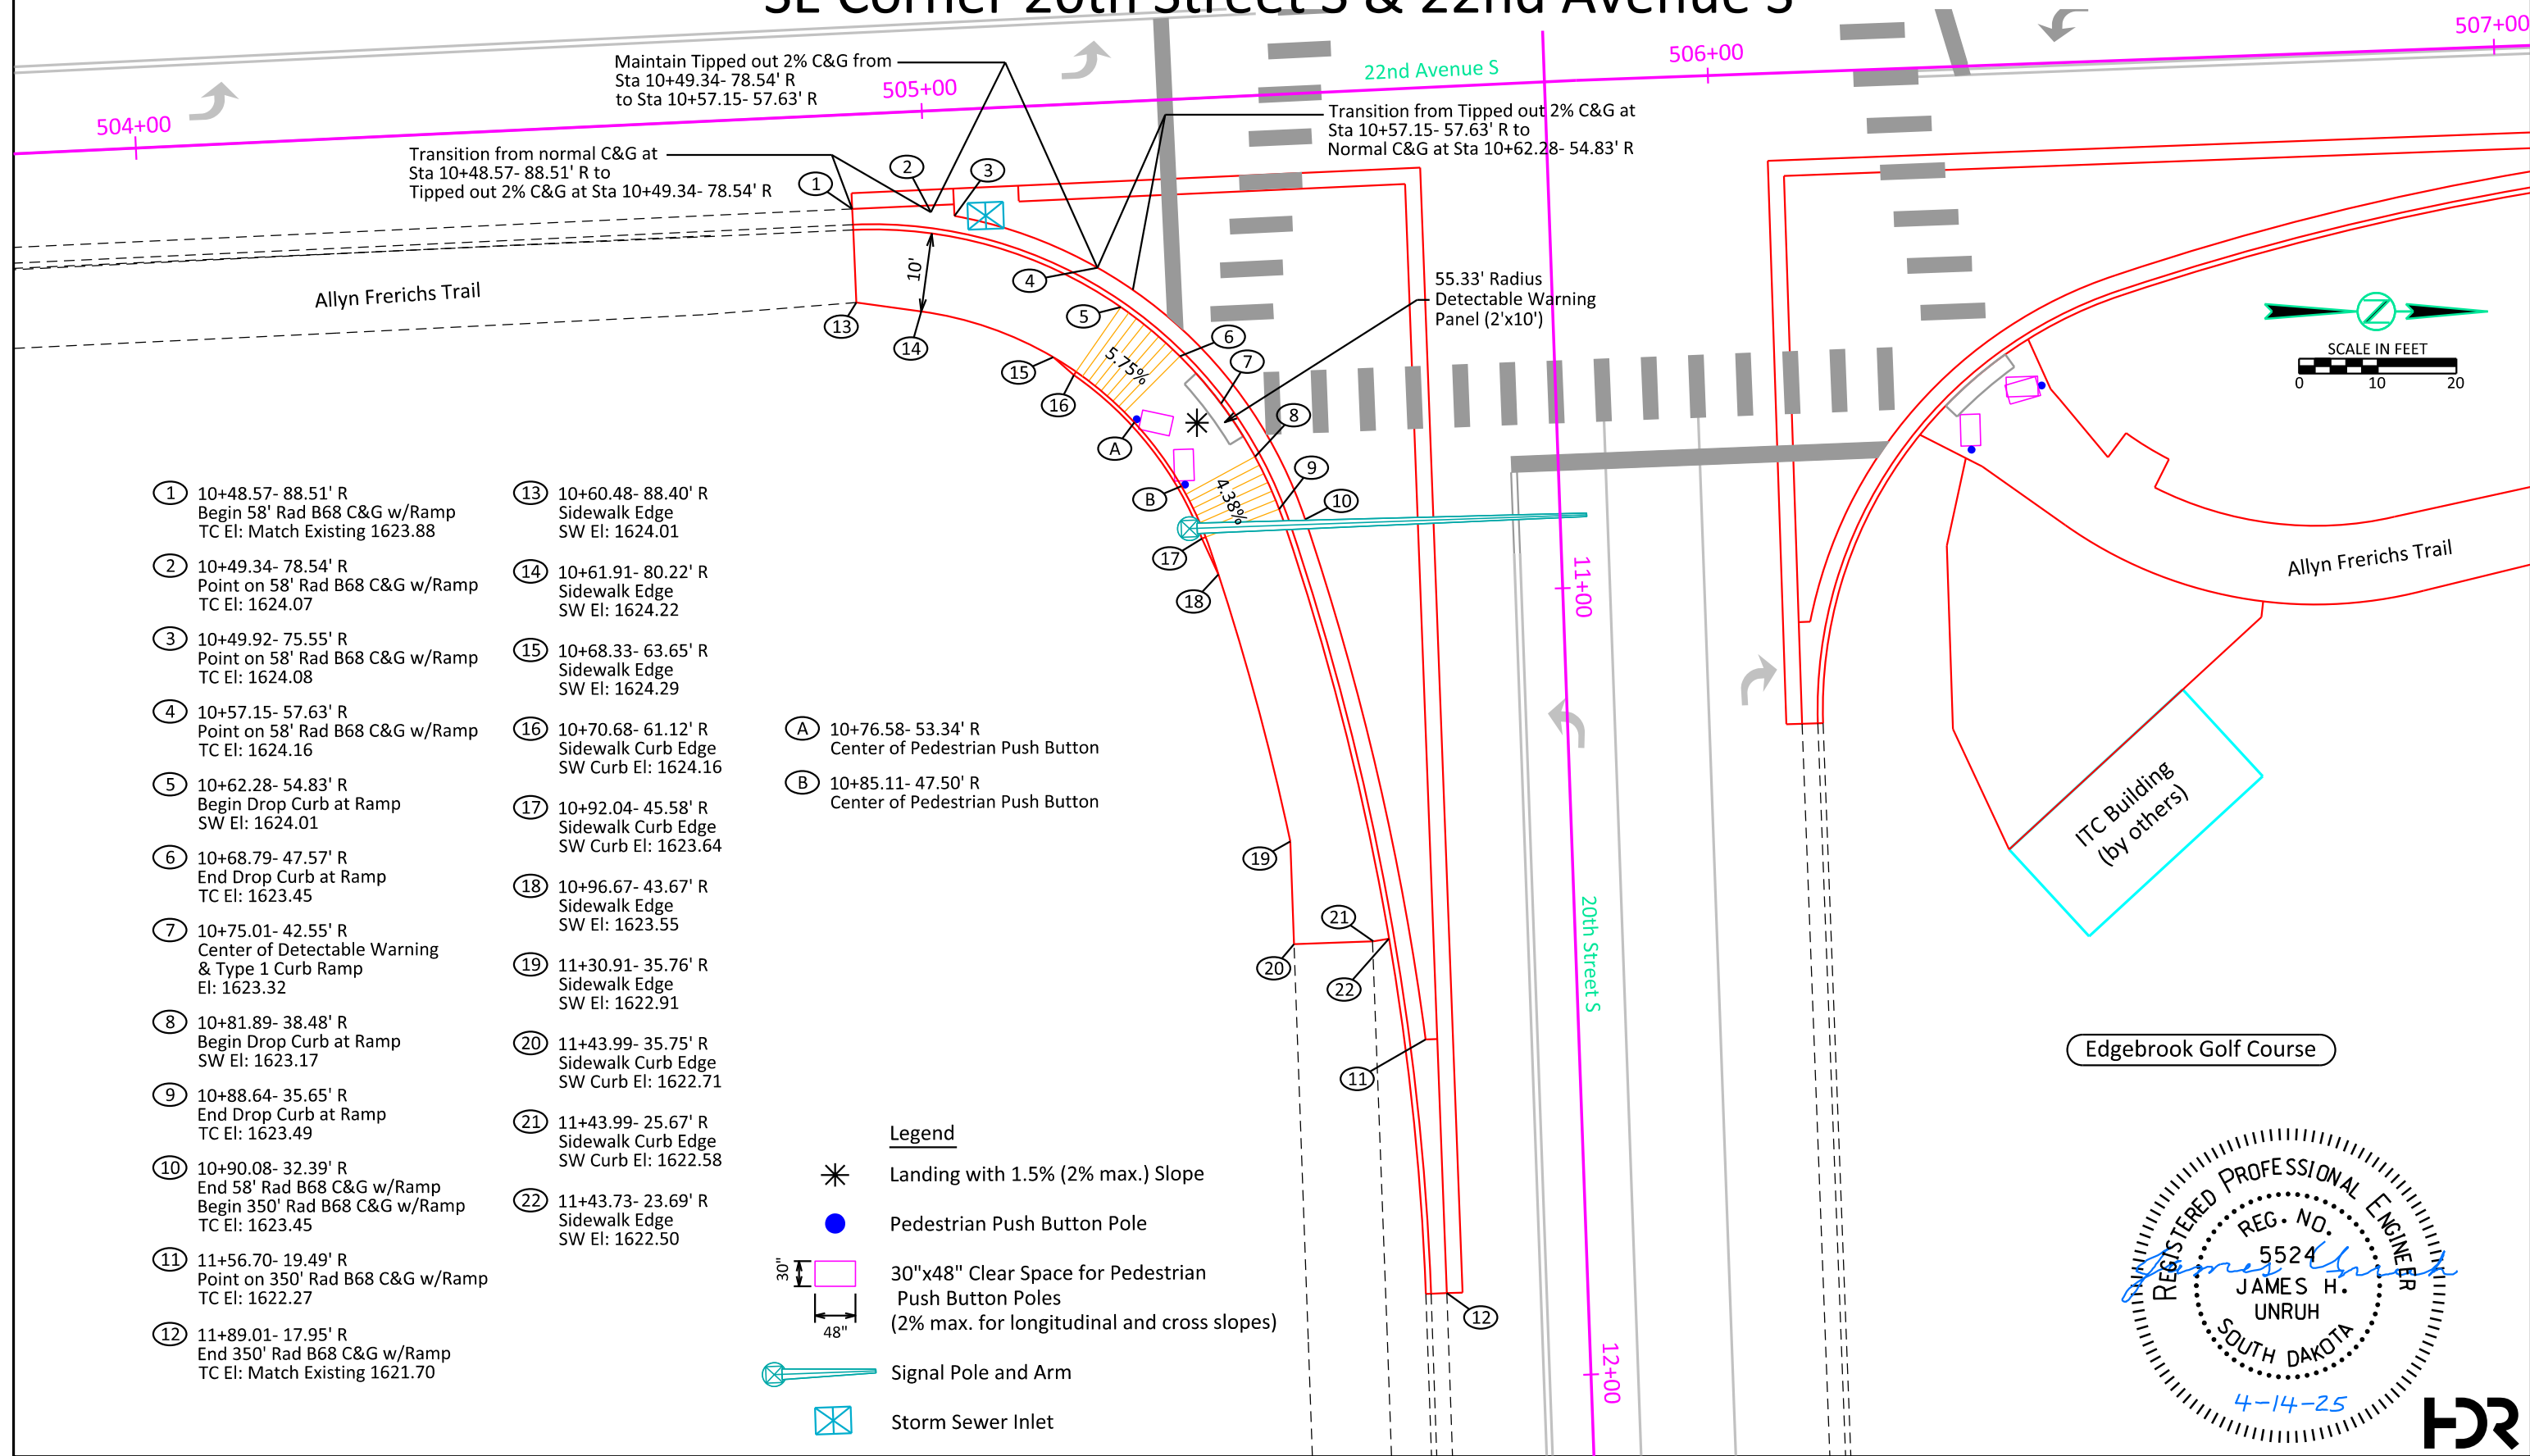 SE Corner 20th Street S & 22nd Avenue S
507+00
506+00
505+00
504+00
22nd Avenue S
Maintain Tipped out 2% C&G from
Sta 10+49.34- 78.54' R
to Sta 10+57.15- 57.63' R
Transition from Tipped out 2% C&G at
Sta 10+57.15- 57.63' R to
Normal C&G at Sta 10+62.28- 54.83' R
Transition from normal C&G at
Sta 10+48.57- 88.51' R to
Tipped out 2% C&G at Sta 10+49.34- 78.54' R
1
2
3
4
5
6
7
8
9
10
13
14
15
16
A
B
17
18
19
20
21
22
11
12
10'
5.75%
4.38%
Allyn Frerichs Trail
55.33' Radius
Detectable Warning
Panel (2'x10')
Z
SCALE IN FEET
0 10 20
11+00
20th Street S
12+00
Allyn Frerichs Trail
ITC Building
(by others)
Edgebrook Golf Course
1 10+48.57- 88.51' R
Begin 58' Rad B68 C&G w/Ramp
TC El: Match Existing 1623.88
2 10+49.34- 78.54' R
Point on 58' Rad B68 C&G w/Ramp
TC El: 1624.07
3 10+49.92- 75.55' R
Point on 58' Rad B68 C&G w/Ramp
TC El: 1624.08
4 10+57.15- 57.63' R
Point on 58' Rad B68 C&G w/Ramp
TC El: 1624.16
5 10+62.28- 54.83' R
Begin Drop Curb at Ramp
SW El: 1624.01
6 10+68.79- 47.57' R
End Drop Curb at Ramp
TC El: 1623.45
7 10+75.01- 42.55' R
Center of Detectable Warning
& Type 1 Curb Ramp
El: 1623.32
8 10+81.89- 38.48' R
Begin Drop Curb at Ramp
SW El: 1623.17
9 10+88.64- 35.65' R
End Drop Curb at Ramp
TC El: 1623.49
10 10+90.08- 32.39' R
End 58' Rad B68 C&G w/Ramp
Begin 350' Rad B68 C&G w/Ramp
TC El: 1623.45
11 11+56.70- 19.49' R
Point on 350' Rad B68 C&G w/Ramp
TC El: 1622.27
12 11+89.01- 17.95' R
End 350' Rad B68 C&G w/Ramp
TC El: Match Existing 1621.70
13 10+60.48- 88.40' R
Sidewalk Edge
SW El: 1624.01
14 10+61.91- 80.22' R
Sidewalk Edge
SW El: 1624.22
15 10+68.33- 63.65' R
Sidewalk Edge
SW El: 1624.29
16 10+70.68- 61.12' R
Sidewalk Curb Edge
SW Curb El: 1624.16
17 10+92.04- 45.58' R
Sidewalk Curb Edge
SW Curb El: 1623.64
18 10+96.67- 43.67' R
Sidewalk Edge
SW El: 1623.55
19 11+30.91- 35.76' R
Sidewalk Edge
SW El: 1622.91
20 11+43.99- 35.75' R
Sidewalk Curb Edge
SW Curb El: 1622.71
21 11+43.99- 25.67' R
Sidewalk Curb Edge
SW Curb El: 1622.58
22 11+43.73- 23.69' R
Sidewalk Edge
SW El: 1622.50
A 10+76.58- 53.34' R
Center of Pedestrian Push Button
B 10+85.11- 47.50' R
Center of Pedestrian Push Button
Legend
Landing with 1.5% (2% max.) Slope
Pedestrian Push Button Pole
30"
48"
30"x48" Clear Space for Pedestrian
Push Button Poles
(2% max. for longitudinal and cross slopes)
Signal Pole and Arm
Storm Sewer Inlet
REGISTERED PROFESSIONAL ENGINEER
REG. NO.
5524
James Unruh
JAMES H.
UNRUH
SOUTH DAKOTA
4-14-25
HDR